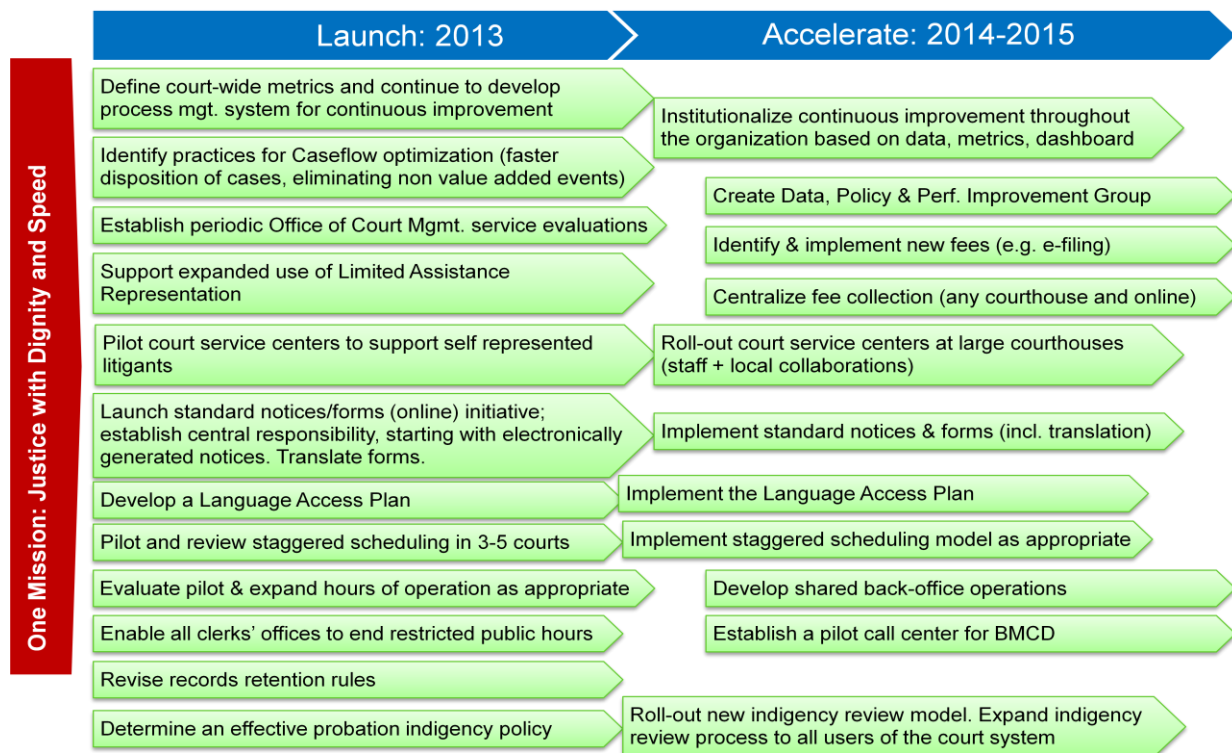 Launch: 2013
Accelerate: 2014-2015
One Mission: Justice with Dignity and Speed
Define court-wide metrics and continue to develop
process mgt. system for continuous improvement
Identify practices for Caseflow optimization (faster
disposition of cases, eliminating non value added events)
Establish periodic Office of Court Mgmt. service evaluations
Support expanded use of Limited Assistance
Representation
Pilot court service centers to support self represented
litigants
Launch standard notices/forms (online) initiative;
establish central responsibility, starting with electronically
generated notices. Translate forms.
Develop a Language Access Plan
Pilot and review staggered scheduling in 3-5 courts
Evaluate pilot & expand hours of operation as appropriate
Enable all clerks' offices to end restricted public hours
Revise records retention rules
Determine an effective probation indigency policy
Institutionalize continuous improvement throughout
the organization based on data, metrics, dashboard
Create Data, Policy & Perf. Improvement Group
Identify & implement new fees (e.g. e-filing)
Centralize fee collection (any courthouse and online)
Roll-out court service centers at large courthouses
(staff + local collaborations)
Implement standard notices & forms (incl. translation)
Implement the Language Access Plan
Implement staggered scheduling model as appropriate
Develop shared back-office operations
Establish a pilot call center for BMCD
Roll-out new indigency review model. Expand indigency
review process to all users of the court system